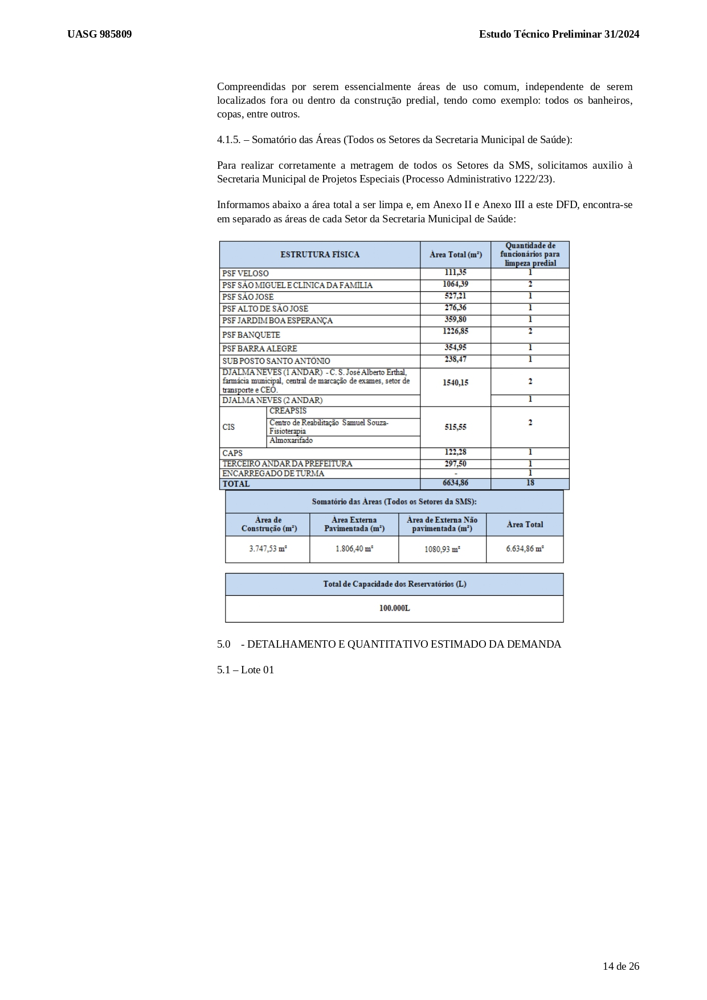 UASG 985809 Estudo Técnico Preliminar 31/2024
Compreendidas por serem essencialmente áreas de uso comum, independente de serem
localizados fora ou dentro da construção predial, tendo como exemplo: todos os banheiros,
copas, entre outros.
4.1.5. – Somatório das Áreas (Todos os Setores da Secretaria Municipal de Saúde):
Para realizar corretamente a metragem de todos os Setores da SMS, solicitamos auxilio à
Secretaria Municipal de Projetos Especiais (Processo Administrativo 1222/23).
Informamos abaixo a área total a ser limpa e, em Anexo II e Anexo III a este DFD, encontra-se
em separado as áreas de cada Setor da Secretaria Municipal de Saúde:
ESTRUTURA FÍSICA Área Total (m²) Quantidade de
funcionários para
limpeza predial
PSF VELOSO 111,35 1
PSF SÃO MIGUEL E CLÍNICA DA FAMÍLIA 1064,39 2
PSF SÃO JOSÉ 527,21 1
PSF ALTO DE SÃO JOSÉ 276,36 1
PSF JARDIM BOA ESPERANÇA 359,80 1
PSF BANQUETE 1226,85 2
PSF BARRA ALEGRE 354,95 1
SUB POSTO SANTO ANTÔNIO 238,47 1
DJALMA NEVES (1 ANDAR) - C. S. José Alberto Erthal,
farmácia municipal, central de marcação de exames, setor de
transporte e CEO. 1540,15 2
DJALMA NEVES (2 ANDAR) 1
CIS CREAPSIS 515,55 2
Centro de Reabilitação Samuel Souza-
Fisioterapia
Almoxarifado
CAPS 122,28 1
TERCEIRO ANDAR DA PREFEITURA 297,50 1
ENCARREGADO DE TURMA - 1
TOTAL 6634,86 18
Somatório das Áreas (Todos os Setores da SMS):
Área de
Construção (m²) Área Externa
Pavimentada (m²) Área de Externa Não
pavimentada (m²) Área Total
3.747,53 m² 1.806,40 m² 1080,93 m² 6.634,86 m²
Total de Capacidade dos Reservatórios (L)
100.000L
5.0 - DETALHAMENTO E QUANTITATIVO ESTIMADO DA DEMANDA
5.1 – Lote 01
14 de 26